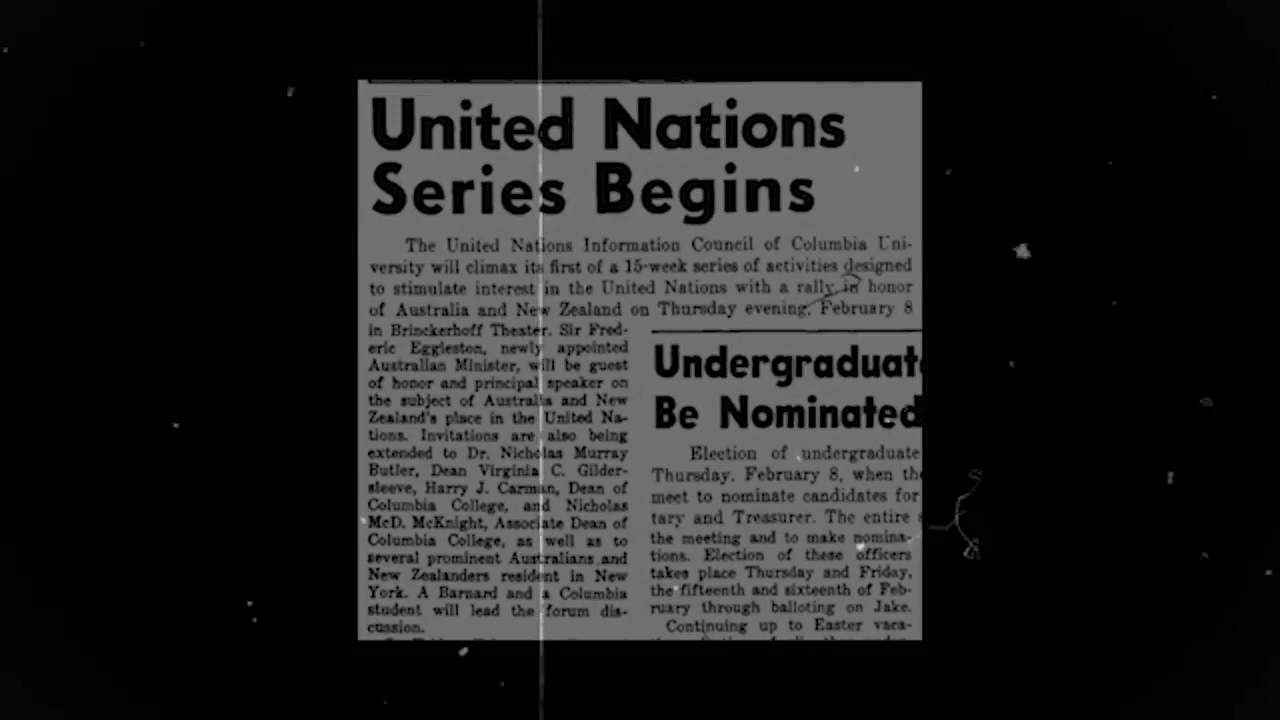 United Nations
Series Begins
The United Nations Information Council of Columbia Uni-
versity will climax its first of a 15-week series of activities designed
to stimulate interest in the United Nations with a rally in honor
of Australia and New Zealand on Thursday evening, February 8
in Brinckerhoff Theater. Sir Fred-
eric Eggleston, newly appointed
Australian Minister, will be guest
of honor and principal speaker on
the subject of Australia and New
Zealand's place in the United Na-
tions. Invitations are also being
extended to Dr. Nicholas Murray
Butler, Dean Virginia C. Gilder-
sleeve, Harry J. Carman, Dean of
Columbia College, and Nicholas
McD. McKnight, Associate Dean of
Columbia College, as well as to
several prominent Australians and
New Zealanders resident in New
York. A Barnard and a Columbia
student will lead the forum dis-
cussion.
Undergraduate
Be Nominated
Election of undergraduate
Thursday, February 8, when the
meet to nominate candidates for
tary and Treasurer. The entire
the meeting and to make nomina-
tions. Election of these officers
takes place Thursday and Friday,
the fifteenth and sixteenth of Feb-
ruary through balloting on Jake.
Continuing up to Easter vaca-